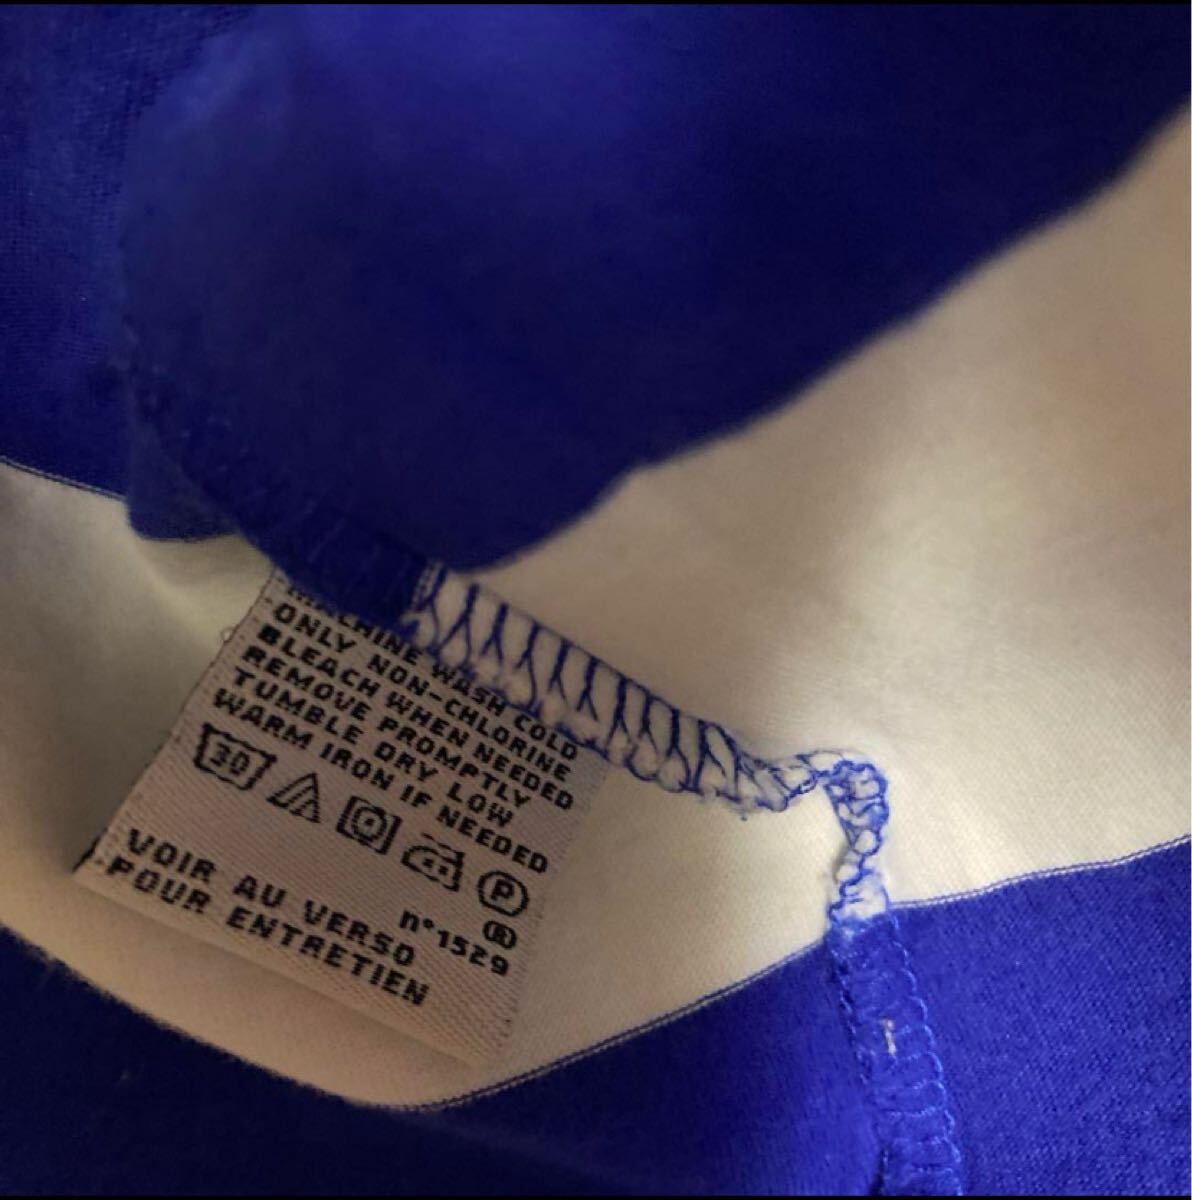 MACHINE WASH COLD
ONLY NON-CHLORINE
BLEACH WHEN NEEDED
REMOVE PROMPTLY
TUMBLE DRY LOW
WARM IRON IF NEEDED
30
P
n°1529
VOIR AU VERSO
POUR ENTRETIEN